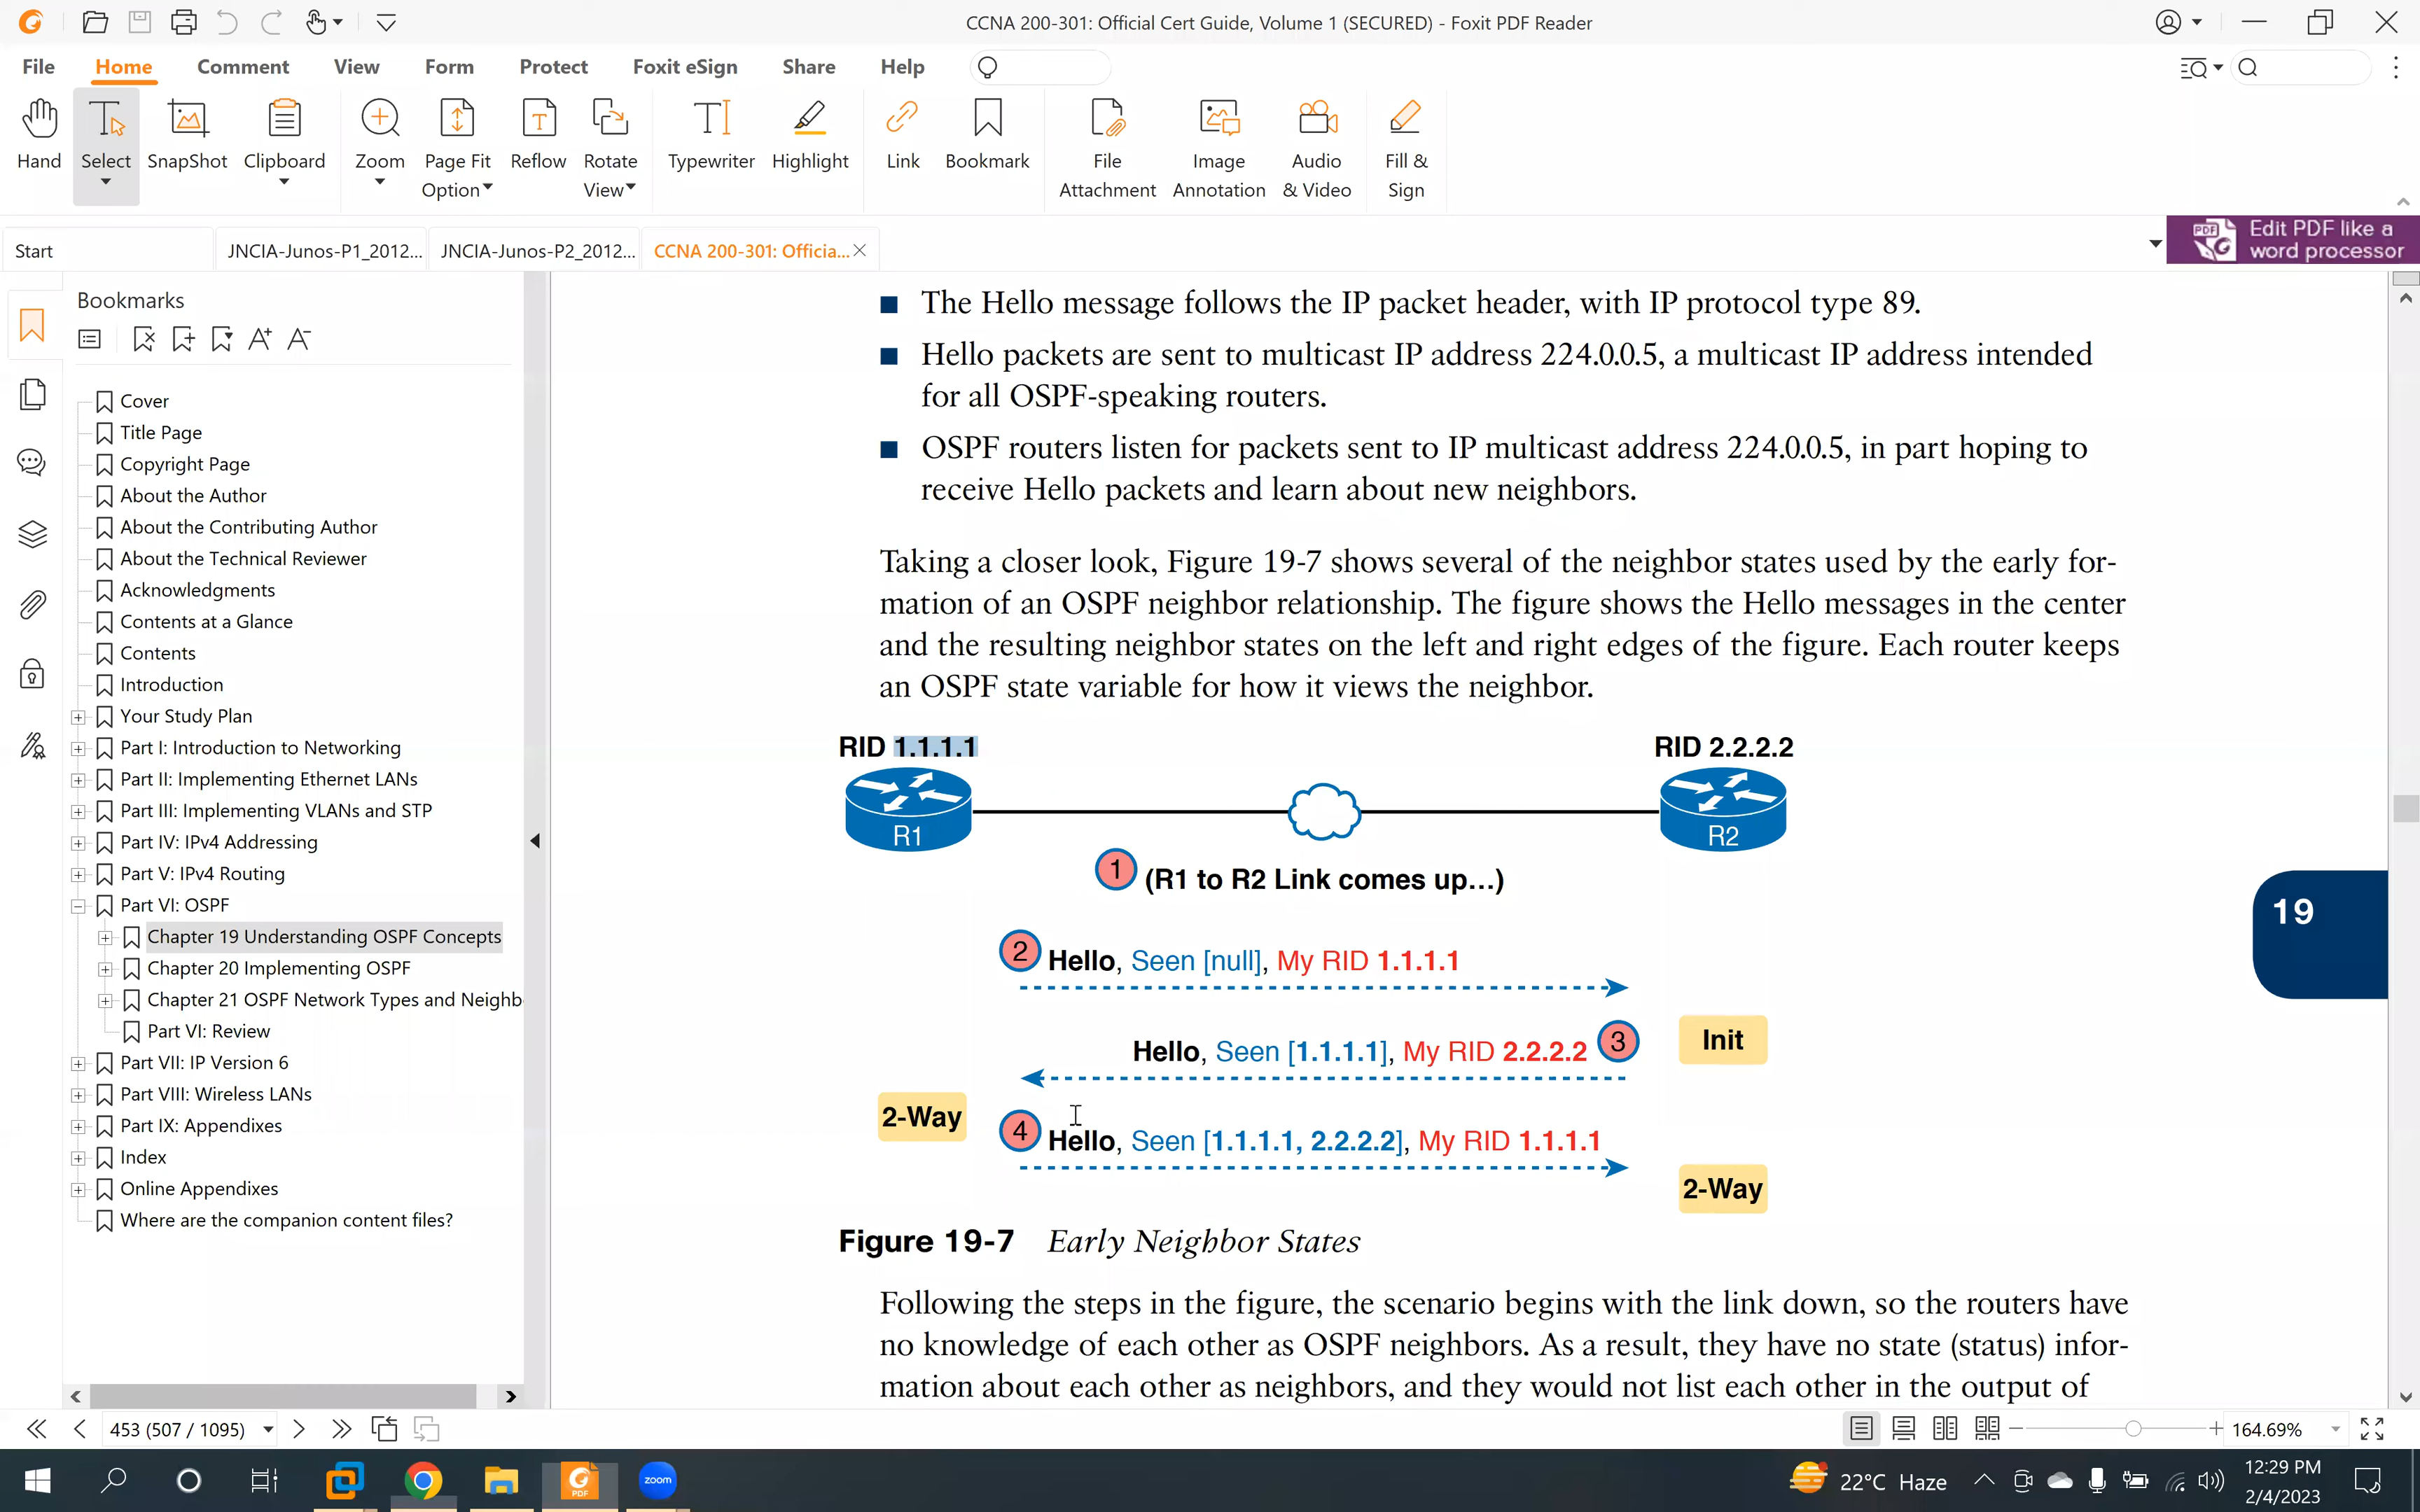 CCNA 200-301: Official Cert Guide, Volume 1 (SECURED) - Foxit PDF Reader
File Home Comment View Form Protect Foxit eSign Share Help
Hand Select SnapShot Clipboard Zoom Page Fit Option Reflow Rotate View Typewriter Highlight Link Bookmark File Attachment Image Annotation Audio & Video Fill & Sign
Start JNCIA-Junos-P1_2012... JNCIA-Junos-P2_2012... CCNA 200-301: Officia...
Edit PDF like a
word processor
Bookmarks
Cover
Title Page
Copyright Page
About the Author
About the Contributing Author
About the Technical Reviewer
Acknowledgments
Contents at a Glance
Contents
Introduction
Your Study Plan
Part I: Introduction to Networking
Part II: Implementing Ethernet LANs
Part III: Implementing VLANs and STP
Part IV: IPv4 Addressing
Part V: IPv4 Routing
Part VI: OSPF
Chapter 19 Understanding OSPF Concepts
Chapter 20 Implementing OSPF
Chapter 21 OSPF Network Types and Neighb
Part VI: Review
Part VII: IP Version 6
Part VIII: Wireless LANs
Part IX: Appendixes
Index
Online Appendixes
Where are the companion content files?
■ The Hello message follows the IP packet header, with IP protocol type 89.
■ Hello packets are sent to multicast IP address 224.0.0.5, a multicast IP address intended
for all OSPF-speaking routers.
■ OSPF routers listen for packets sent to IP multicast address 224.0.0.5, in part hoping to
receive Hello packets and learn about new neighbors.
Taking a closer look, Figure 19-7 shows several of the neighbor states used by the early for-
mation of an OSPF neighbor relationship. The figure shows the Hello messages in the center
and the resulting neighbor states on the left and right edges of the figure. Each router keeps
an OSPF state variable for how it views the neighbor.
RID 1.1.1.1 RID 2.2.2.2
R1 R2
1 (R1 to R2 Link comes up...)
19
2 Hello, Seen [null], My RID 1.1.1.1
Hello, Seen [1.1.1.1], My RID 2.2.2.2 3 Init
2-Way
4 Hello, Seen [1.1.1.1, 2.2.2.2], My RID 1.1.1.1
2-Way
Figure 19-7 Early Neighbor States
Following the steps in the figure, the scenario begins with the link down, so the routers have
no knowledge of each other as OSPF neighbors. As a result, they have no state (status) infor-
mation about each other as neighbors, and they would not list each other in the output of
453 (507 / 1095) 164.69%
PDF zoom 22°C Haze 12:29 PM
2/4/2023